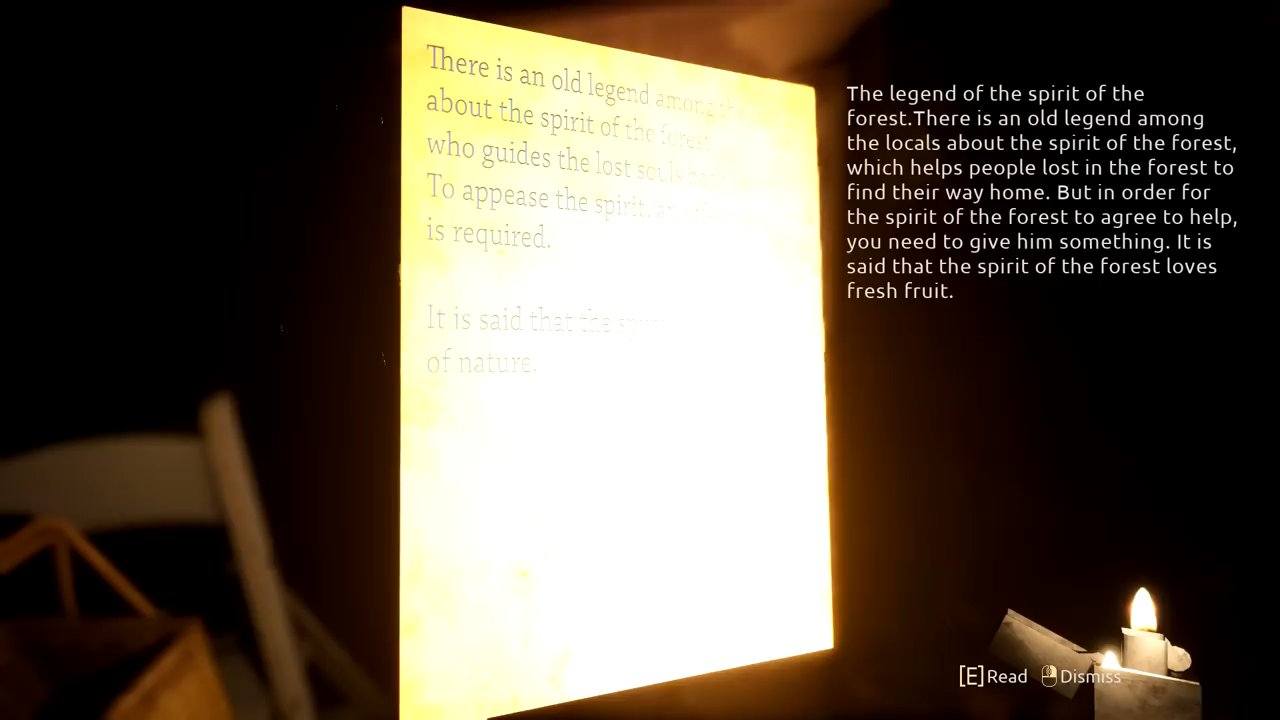 There is an old legend among the
about the spirit of the forest
who guides the lost souls
To appease the spirit,
is required.
It is said that the
of nature.
The legend of the spirit of the
forest.There is an old legend among
the locals about the spirit of the forest,
which helps people lost in the forest to
find their way home. But in order for
the spirit of the forest to agree to help,
you need to give him something. It is
said that the spirit of the forest loves
fresh fruit.
[E]Read Dismiss